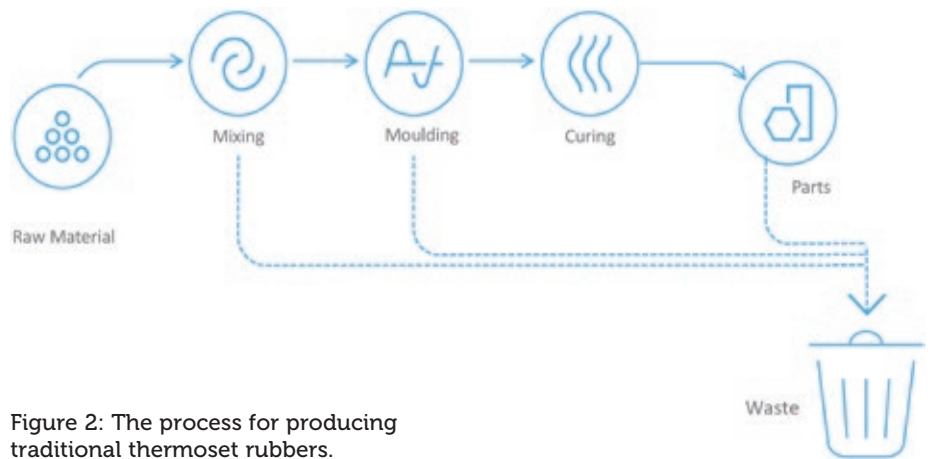 Mixing
Moulding
Curing
Parts
Raw Material
Waste
Figure 2: The process for producing
traditional thermoset rubbers.